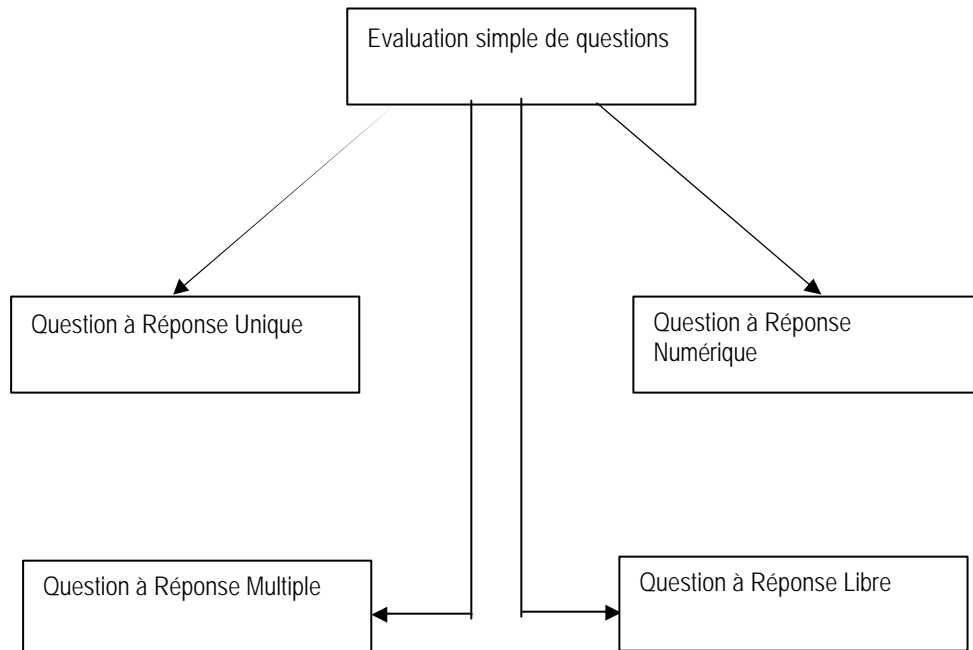 Evaluation simple de questions
Question à Réponse Unique
Question à Réponse
Numérique
Question à Réponse Multiple
Question à Réponse Libre